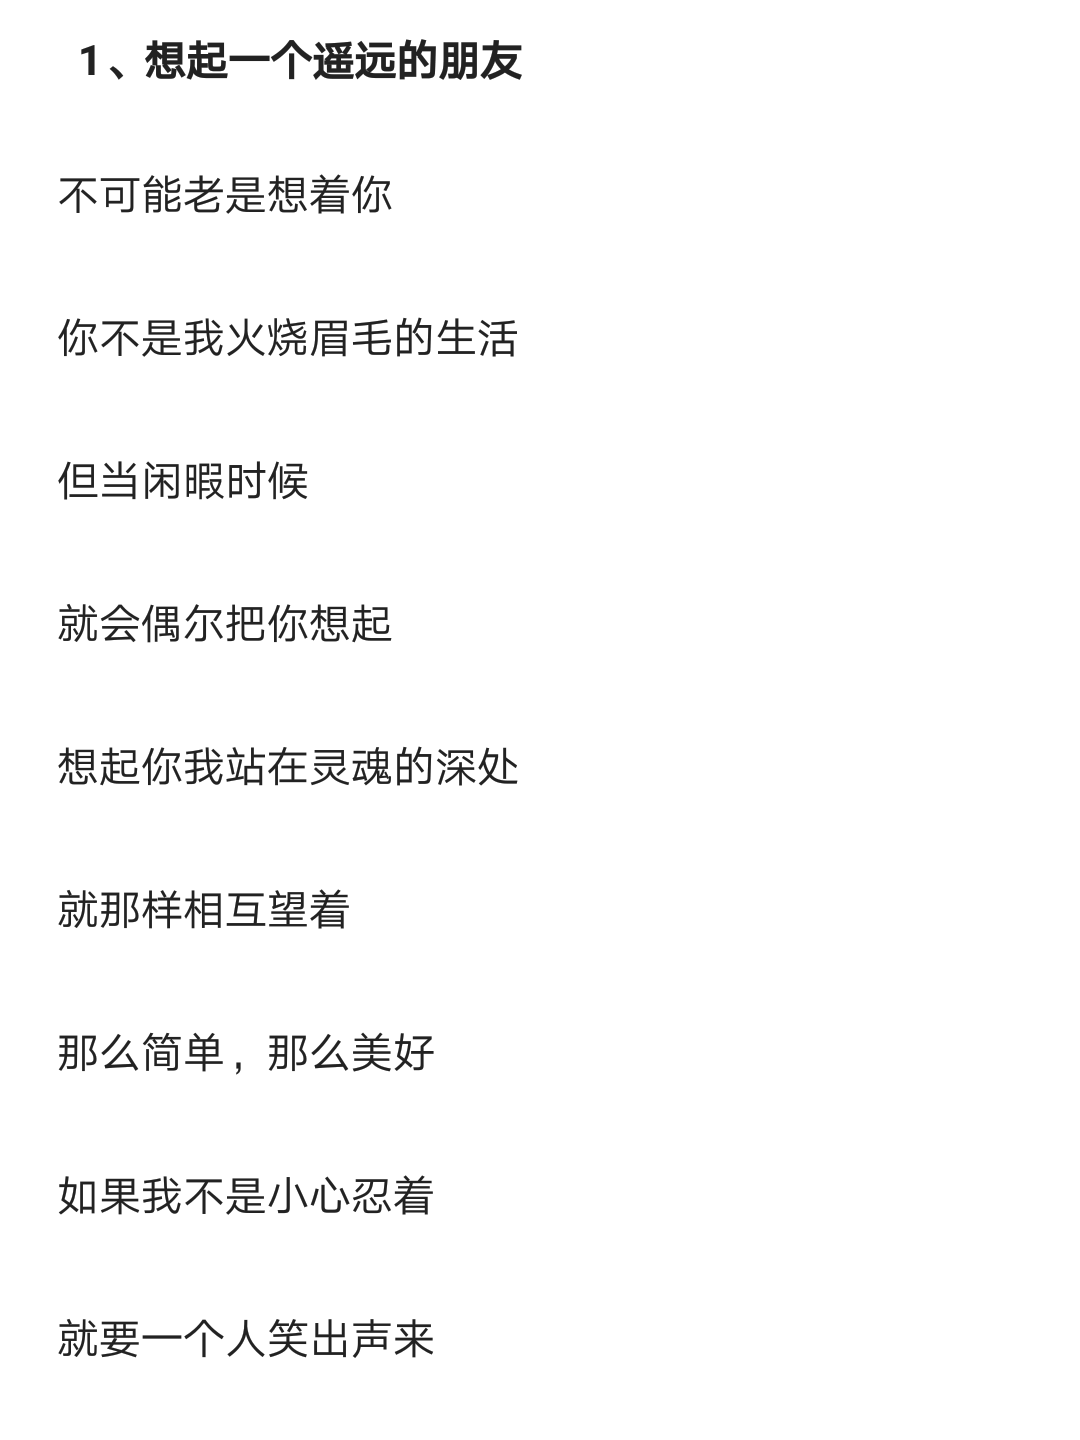 1、想起一个遥远的朋友
不可能老是想着你
你不是我火烧眉毛的生活
但当闲暇时候
就会偶尔把你想起
想起你我站在灵魂的深处
就那样相互望着
那么简单，那么美好
如果我不是小心忍着
就要一个人笑出声来